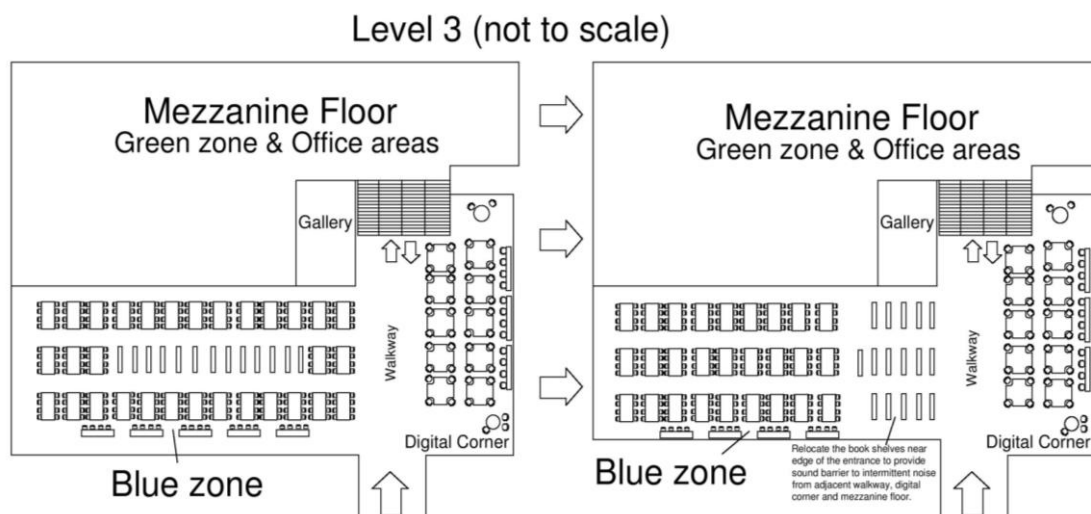 Level 3 (not to scale)
Mezzanine Floor
Green zone & Office areas
Gallery
Walkway
Digital Corner
Blue zone
Mezzanine Floor
Green zone & Office areas
Gallery
Walkway
Digital Corner
Blue zone
Relocate the book shelves near
edge of the entrance to provide
sound barrier to intermittent noise
from adjacent walkway, digital
corner and mezzanine floor.